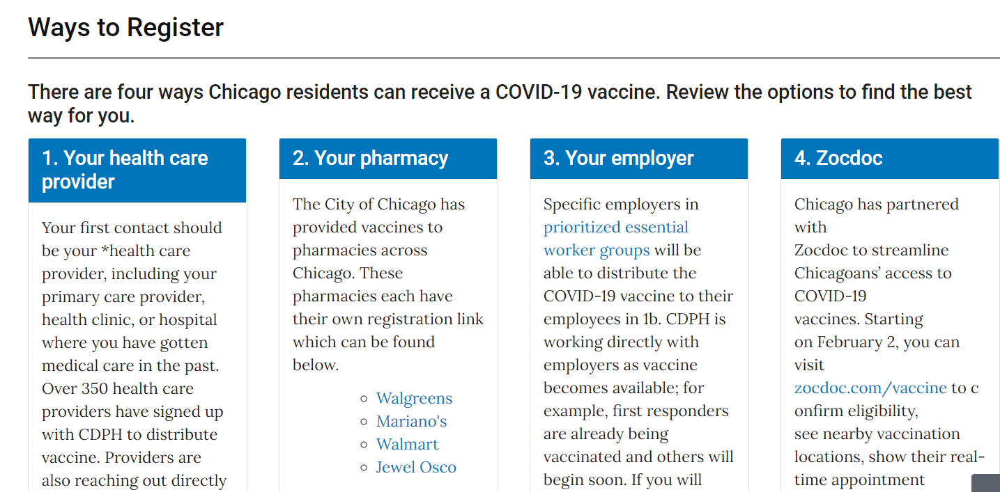 Ways to Register
There are four ways Chicago residents can receive a COVID-19 vaccine. Review the options to find the best
way for you.
1. Your health care
provider
Your first contact should
be your *health care
provider, including your
primary care provider,
health clinic, or hospital
where you have gotten
medical care in the past.
Over 350 health care
providers have signed up
with CDPH to distribute
vaccine. Providers are
also reaching out directly
2. Your pharmacy
The City of Chicago has
provided vaccines to
pharmacies across
Chicago. These
pharmacies each have
their own registration link
which can be found
below.
Walgreens
Mariano's
Walmart
Jewel Osco
3. Your employer
Specific employers in
prioritized essential
worker groups will be
able to distribute the
COVID-19 vaccine to their
employees in 1b. CDPH is
working directly with
employers as vaccine
becomes available; for
example, first responders
are already being
vaccinated and others will
begin soon. If you will
4. Zocdoc
Chicago has partnered
with
Zocdoc to streamline
Chicagoans’ access to
COVID-19
vaccines. Starting
on February 2, you can
visit
zocdoc.com/vaccine to c
onfirm eligibility,
see nearby vaccination
locations, show their real-
time appointment